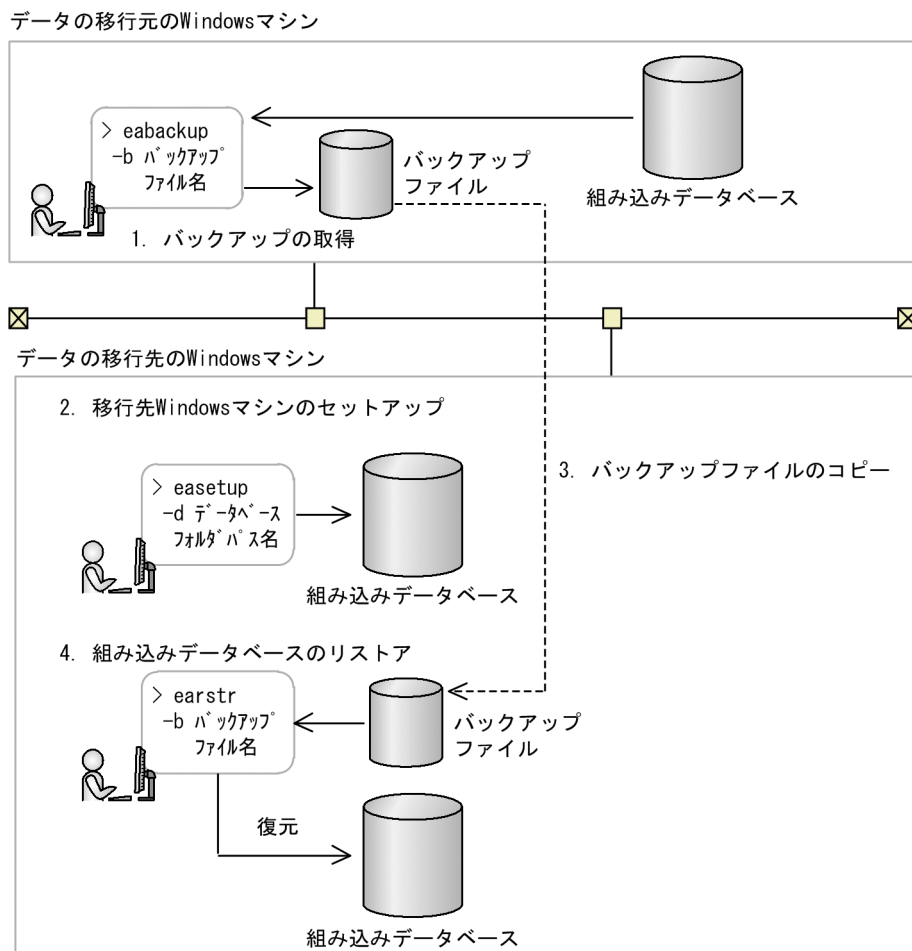 データの移行元のWindowsマシン
> eabackup
-b ﾊﾞｯｸｱｯﾌﾟ
ﾌｧｲﾙ名
バックアップ
ファイル
組み込みデータベース
1. バックアップの取得
データの移行先のWindowsマシン
2. 移行先Windowsマシンのセットアップ
3. バックアップファイルのコピー
> easetup
-d ﾃﾞｰﾀﾍﾞｰｽ
ﾌｫﾙﾀﾞﾊﾟｽ名
組み込みデータベース
4. 組み込みデータベースのリストア
> earstr
-b ﾊﾞｯｸｱｯﾌﾟ
ﾌｧｲﾙ名
バックアップ
ファイル
復元
組み込みデータベース